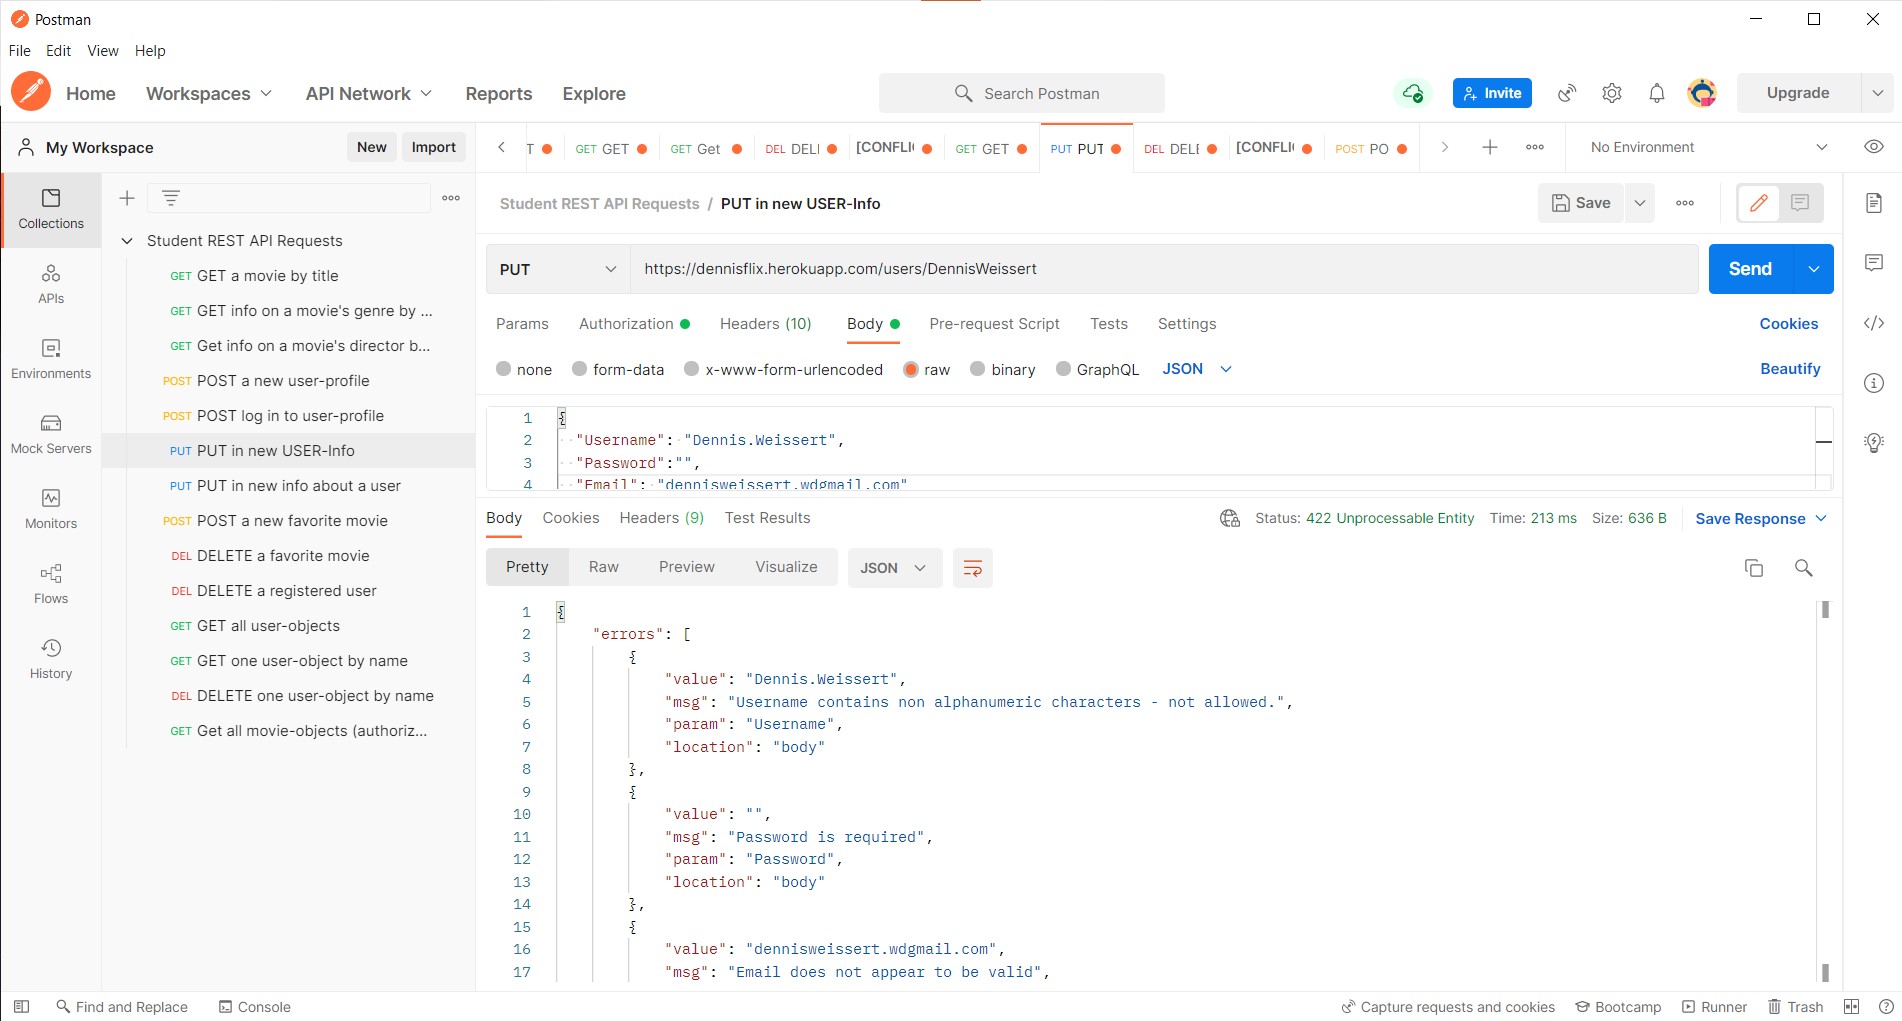 Postman
File Edit View Help
Home Workspaces API Network Reports Explore
Search Postman
Invite
Upgrade
My Workspace
New Import
T GET GET GET Get DEL DELI [CONFLI GET GET PUT PUT DEL DELE [CONFLI POST PO
No Environment
Collections
APIs
Environments
Mock Servers
Monitors
Flows
History
Student REST API Requests
GET GET a movie by title
GET GET info on a movie's genre by ...
GET Get info on a movie's director b...
POST POST a new user-profile
POST POST log in to user-profile
PUT PUT in new USER-Info
PUT PUT in new info about a user
POST POST a new favorite movie
DEL DELETE a favorite movie
DEL DELETE a registered user
GET GET all user-objects
GET GET one user-object by name
DEL DELETE one user-object by name
GET Get all movie-objects (authoriz...
Student REST API Requests / PUT in new USER-Info
Save
PUT https://dennisflix.herokuapp.com/users/DennisWeissert
Send
Params Authorization Headers (10) Body Pre-request Script Tests Settings
Cookies
none form-data x-www-form-urlencoded raw binary GraphQL JSON
Beautify
1 {
2 "Username": "Dennis.Weissert",
3 "Password":"",
4 "Email": "dennisweissert.wdgmail.com"
Body Cookies Headers (9) Test Results
Status: 422 Unprocessable Entity Time: 213 ms Size: 636 B Save Response
Pretty Raw Preview Visualize JSON
1 {
2 "errors": [
3 {
4 "value": "Dennis.Weissert",
5 "msg": "Username contains non alphanumeric characters - not allowed.",
6 "param": "Username",
7 "location": "body"
8 },
9 {
10 "value": "",
11 "msg": "Password is required",
12 "param": "Password",
13 "location": "body"
14 },
15 {
16 "value": "dennisweissert.wdgmail.com",
17 "msg": "Email does not appear to be valid",
Find and Replace Console
Capture requests and cookies Bootcamp Runner Trash